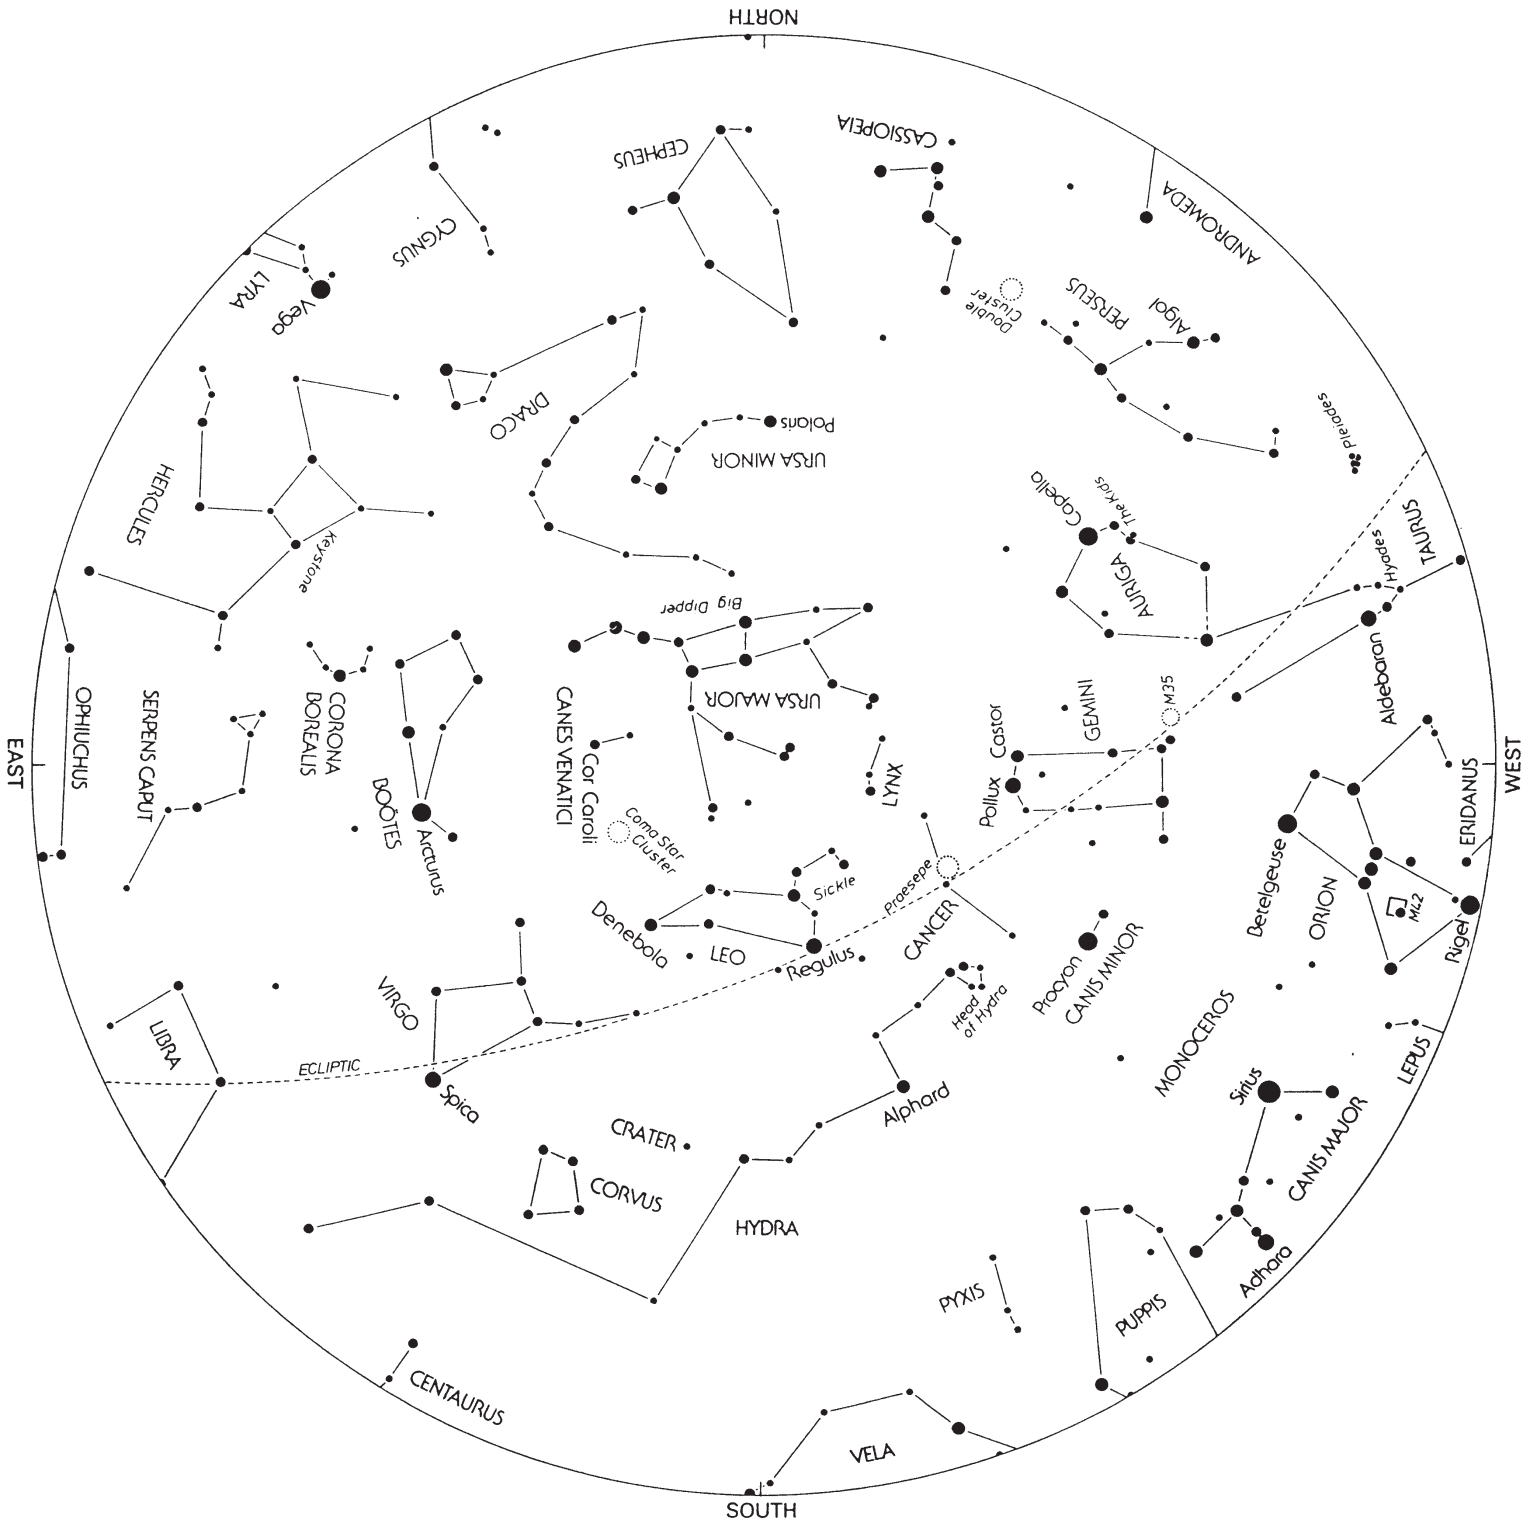 NORTH
CASSIOPEIA
CEPHEUS
ANDROMEDA
CYGNUS
LYRA
Vega
Double
Cluster
PERSEUS
Algol
DRACO
Polaris
URSA MINOR
Pleiades
HERCULES
Keystone
Capella
The Kids
AURIGA
TAURUS
Hyades
Aldebaran
Big Dipper
URSA MAJOR
OPHIUCHUS
SERPENS CAPUT
CORONA
BOREALIS
BOÖTES
Arcturus
CANES VENATICI
Cor Caroli
Coma Star
Cluster
LYNX
Castor
Pollux
GEMINI
M35
EAST
WEST
ERIDANUS
Betelgeuse
ORION
M42
Rigel
Sickle
Praesepe
CANCER
Denebola
LEO
Regulus
VIRGO
LIBRA
ECLIPTIC
Spica
Head
of Hydra
Procyon
CANIS MINOR
MONOCEROS
LEPUS
Alphard
Sirius
CANIS MAJOR
Adhara
CRATER
CORVUS
HYDRA
PYXIS
PUPPIS
CENTAURUS
VELA
SOUTH